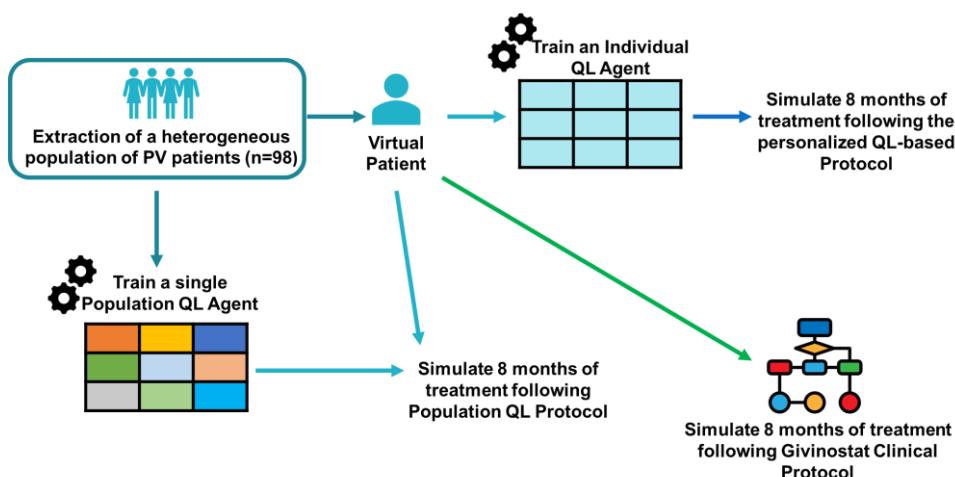 Extraction of a heterogeneous
population of PV patients (n=98)
Virtual
Patient
Train an Individual
QL Agent
Simulate 8 months of
treatment following the
personalized QL-based
Protocol
Train a single
Population QL Agent
Simulate 8 months of
treatment following
Population QL Protocol
Simulate 8 months of treatment
following Givinostat Clinical
Protocol